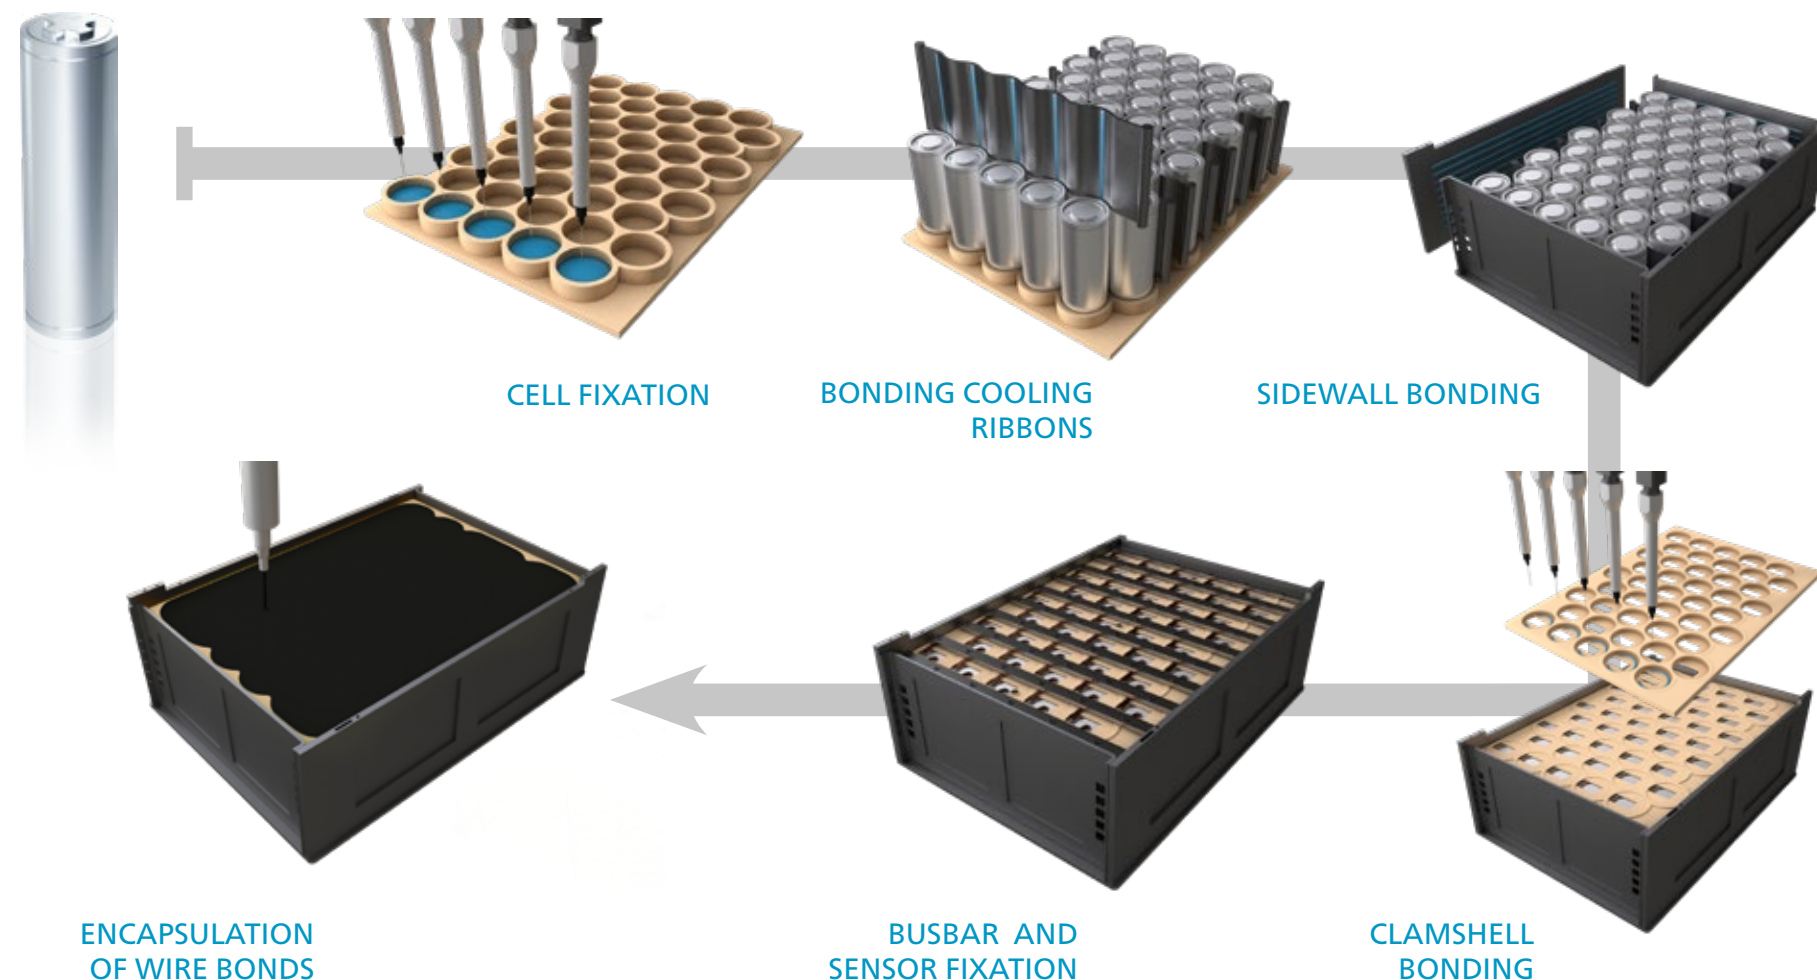 CELL FIXATION
BONDING COOLING
RIBBONS
SIDEWALL BONDING
ENCAPSULATION
OF WIRE BONDS
BUSBAR AND
SENSOR FIXATION
CLAMSHELL
BONDING